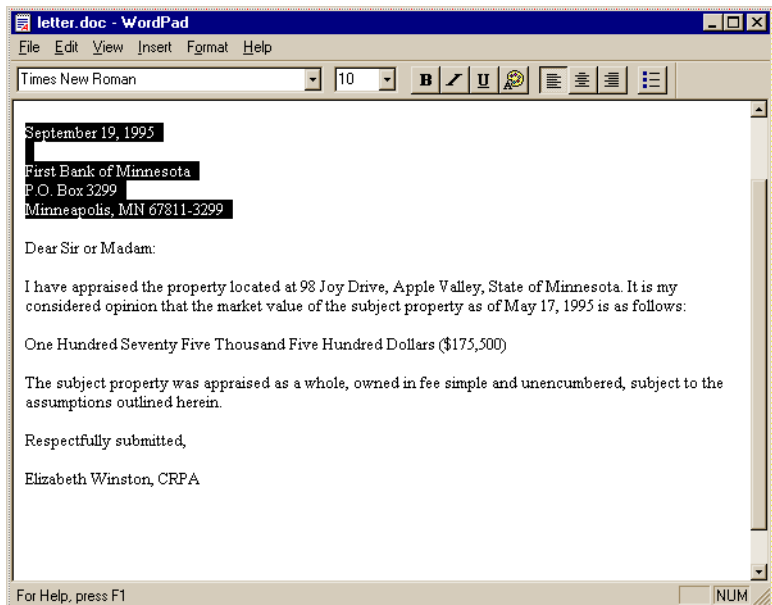 letter.doc - WordPad
File Edit View Insert Format Help
Times New Roman 10 B / U
September 19, 1995
First Bank of Minnesota
P.O. Box 3299
Minneapolis, MN 67811-3299
Dear Sir or Madam:
I have appraised the property located at 98 Joy Drive, Apple Valley, State of Minnesota. It is my
considered opinion that the market value of the subject property as of May 17, 1995 is as follows:
One Hundred Seventy Five Thousand Five Hundred Dollars ($175,500)
The subject property was appraised as a whole, owned in fee simple and unencumbered, subject to the
assumptions outlined herein.
Respectfully submitted,
Elizabeth Winston, CRPA
For Help, press F1 NUM